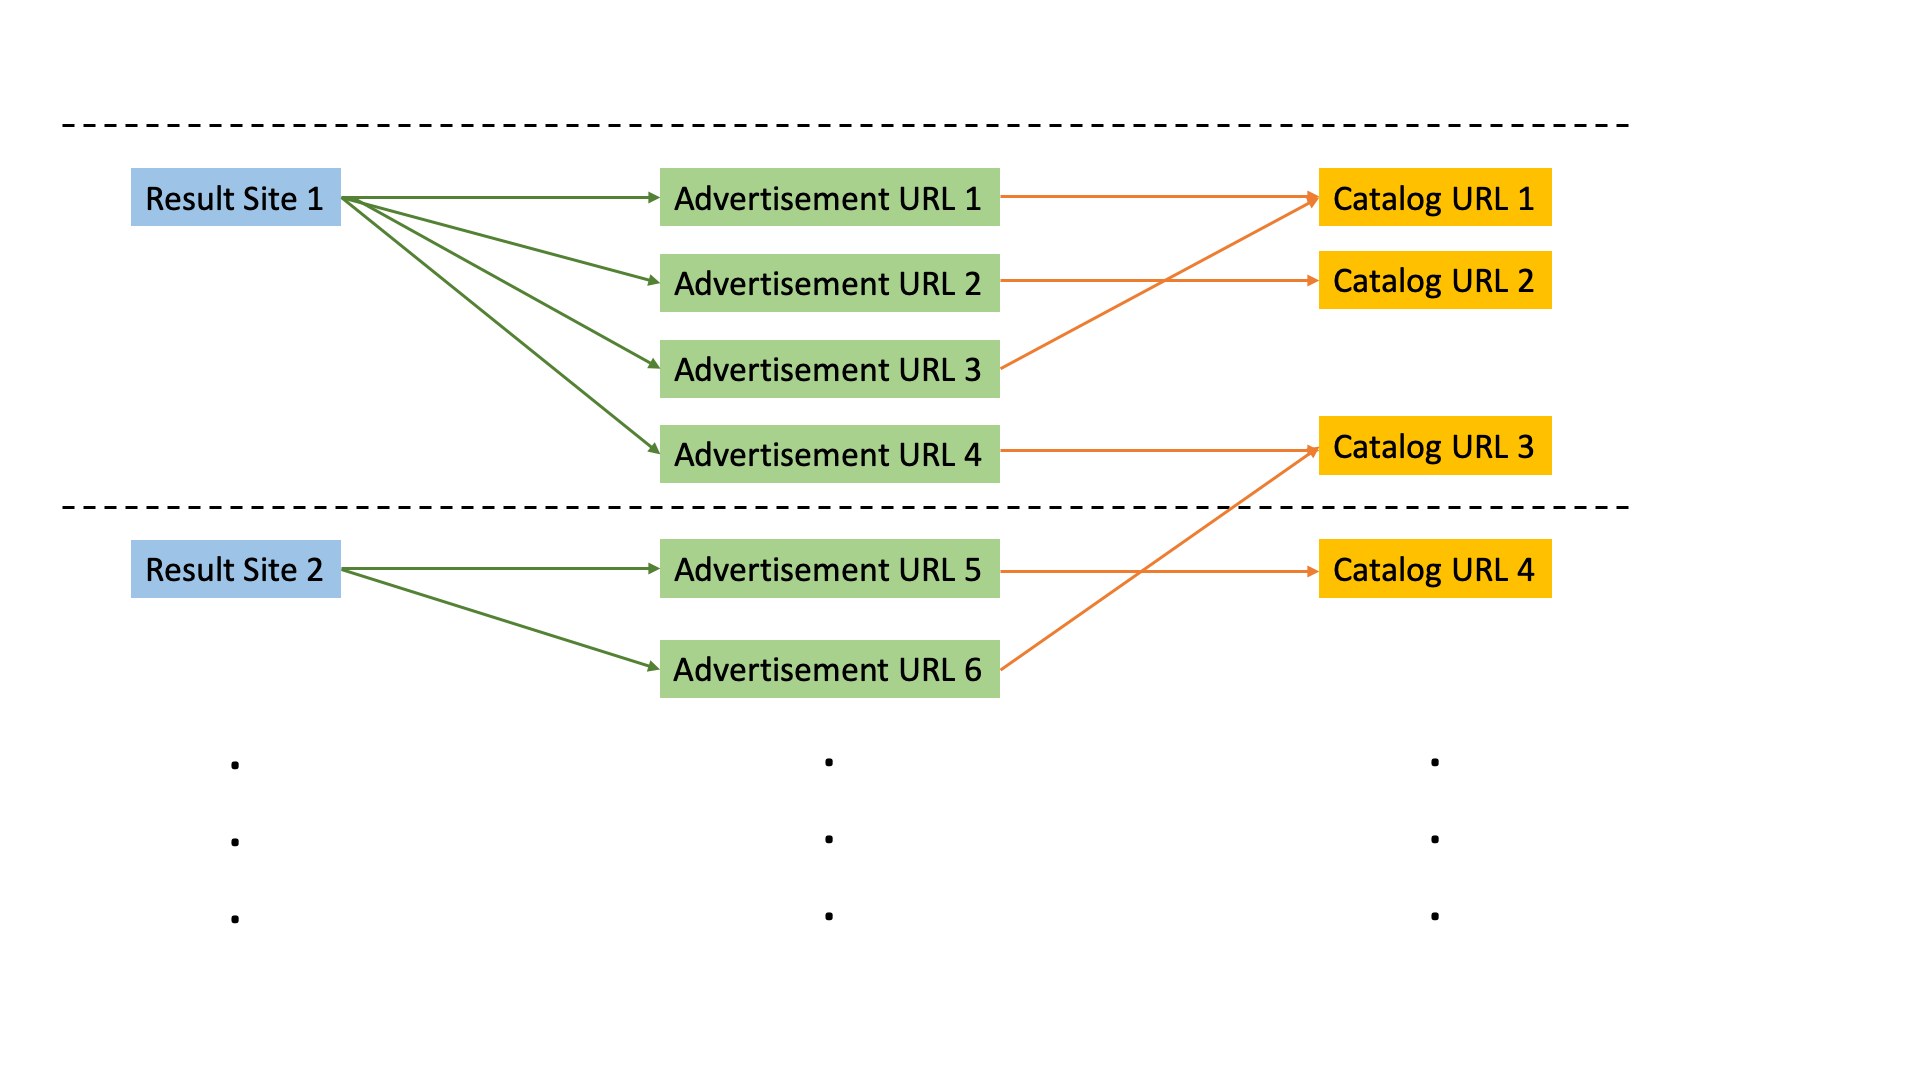 Result Site 1
Advertisement URL 1
Catalog URL 1
Advertisement URL 2
Catalog URL 2
Advertisement URL 3
Advertisement URL 4
Catalog URL 3
Result Site 2
Advertisement URL 5
Catalog URL 4
Advertisement URL 6
. . .
. . .
. . .